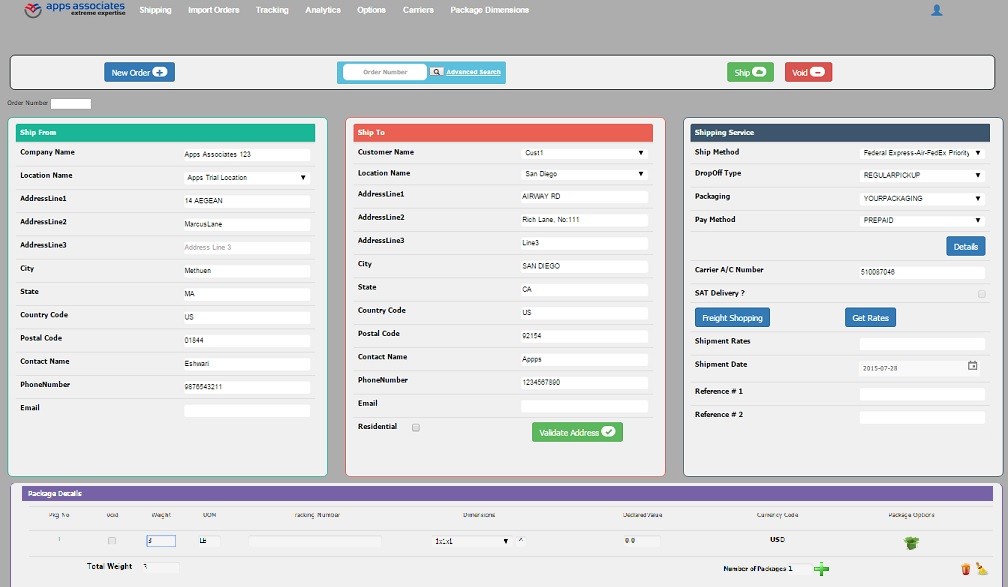 apps associates
extreme expertise
Shipping Import Orders Tracking Analytics Options Carriers Package Dimensions
New Order
Order Number
Advanced Search
Ship
Void
Order Number
Ship From
Company Name Apps Associates 123
Location Name Apps Trial Location
AddressLine1 14 AEGEAN
AddressLine2 MarcusLane
AddressLine3 Address Line 3
City Methuen
State MA
Country Code US
Postal Code 01844
Contact Name Eshwari
PhoneNumber 9876543211
Email
Ship To
Customer Name Cust1
Location Name San Diego
AddressLine1 AIRWAY RD
AddressLine2 Rich Lane, No:111
AddressLine3 Line3
City SAN DIEGO
State CA
Country Code US
Postal Code 92154
Contact Name Appps
PhoneNumber 1234567890
Email
Residential
Validate Address
Shipping Service
Ship Method Federal Express-Air-FedEx Priority
DropOff Type REGULARPICKUP
Packaging YOURPACKAGING
Pay Method PREPAID
Details
Carrier A/C Number 510087046
SAT Delivery ?
Freight Shopping Get Rates
Shipment Rates
Shipment Date 2015-07-28
Reference # 1
Reference # 2
Package Details
Pkg No Void Weight UOM Tracking Number Dimensions Declared Value Currency Code Package Options
1 3 LB 1x1x1 ^ 0.0 USD
Total Weight 3 Number of Packages 1